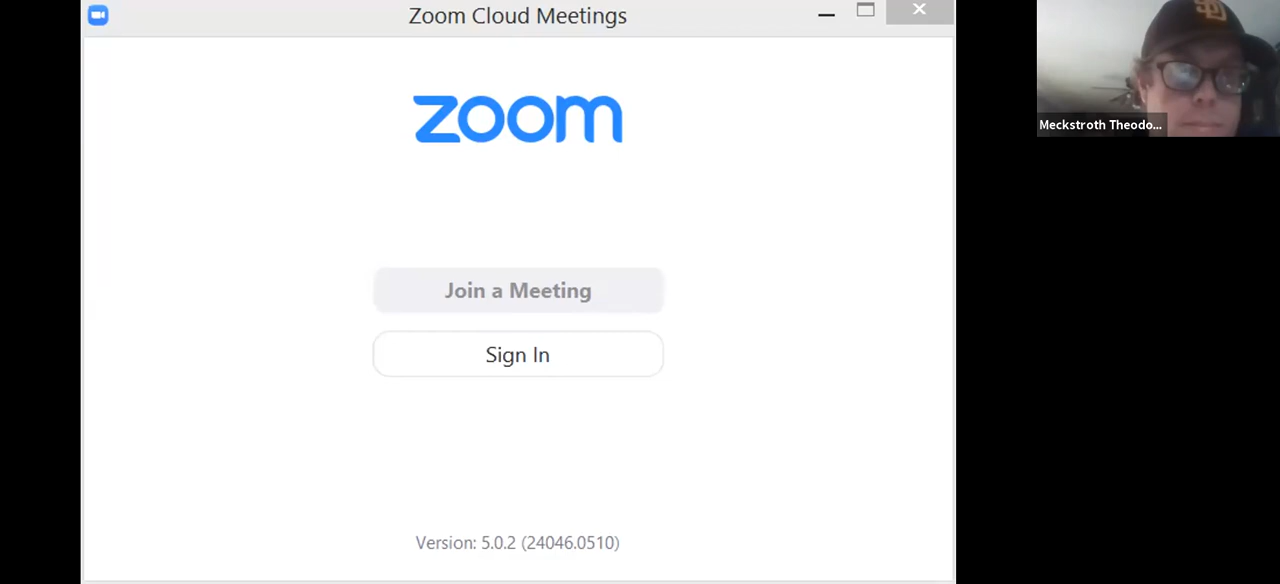 Zoom Cloud Meetings
zoom
Join a Meeting
Sign In
Version: 5.0.2 (24046.0510)
Meckstroth Theodo...